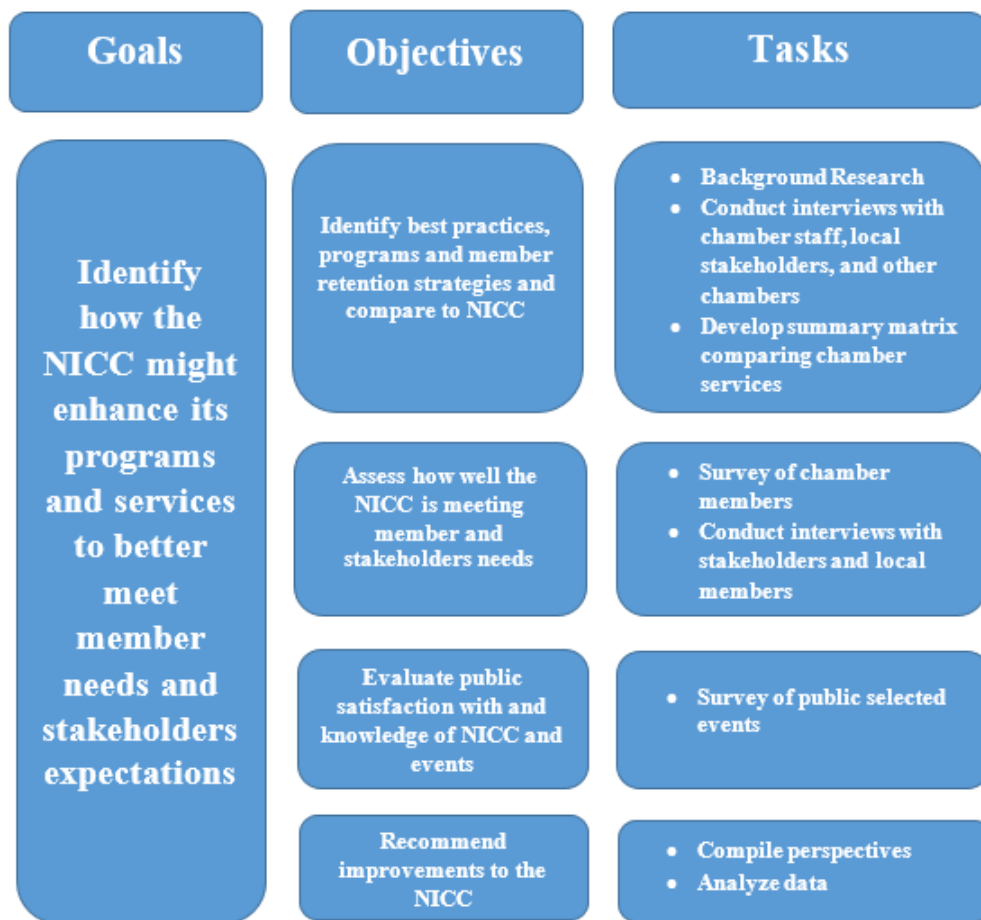 Goals
Objectives
Tasks
Identify
how the
NICC might
enhance its
programs
and services
to better
meet
member
needs and
stakeholders
expectations
Identify best practices,
programs and member
retention strategies and
compare to NICC
• Background Research
• Conduct interviews with
chamber staff, local
stakeholders, and other
chambers
• Develop summary matrix
comparing chamber
services
Assess how well the
NICC is meeting
member and
stakeholders needs
• Survey of chamber
members
• Conduct interviews with
stakeholders and local
members
Evaluate public
satisfaction with and
knowledge of NICC and
events
• Survey of public selected
events
Recommend
improvements to the
NICC
• Compile perspectives
• Analyze data